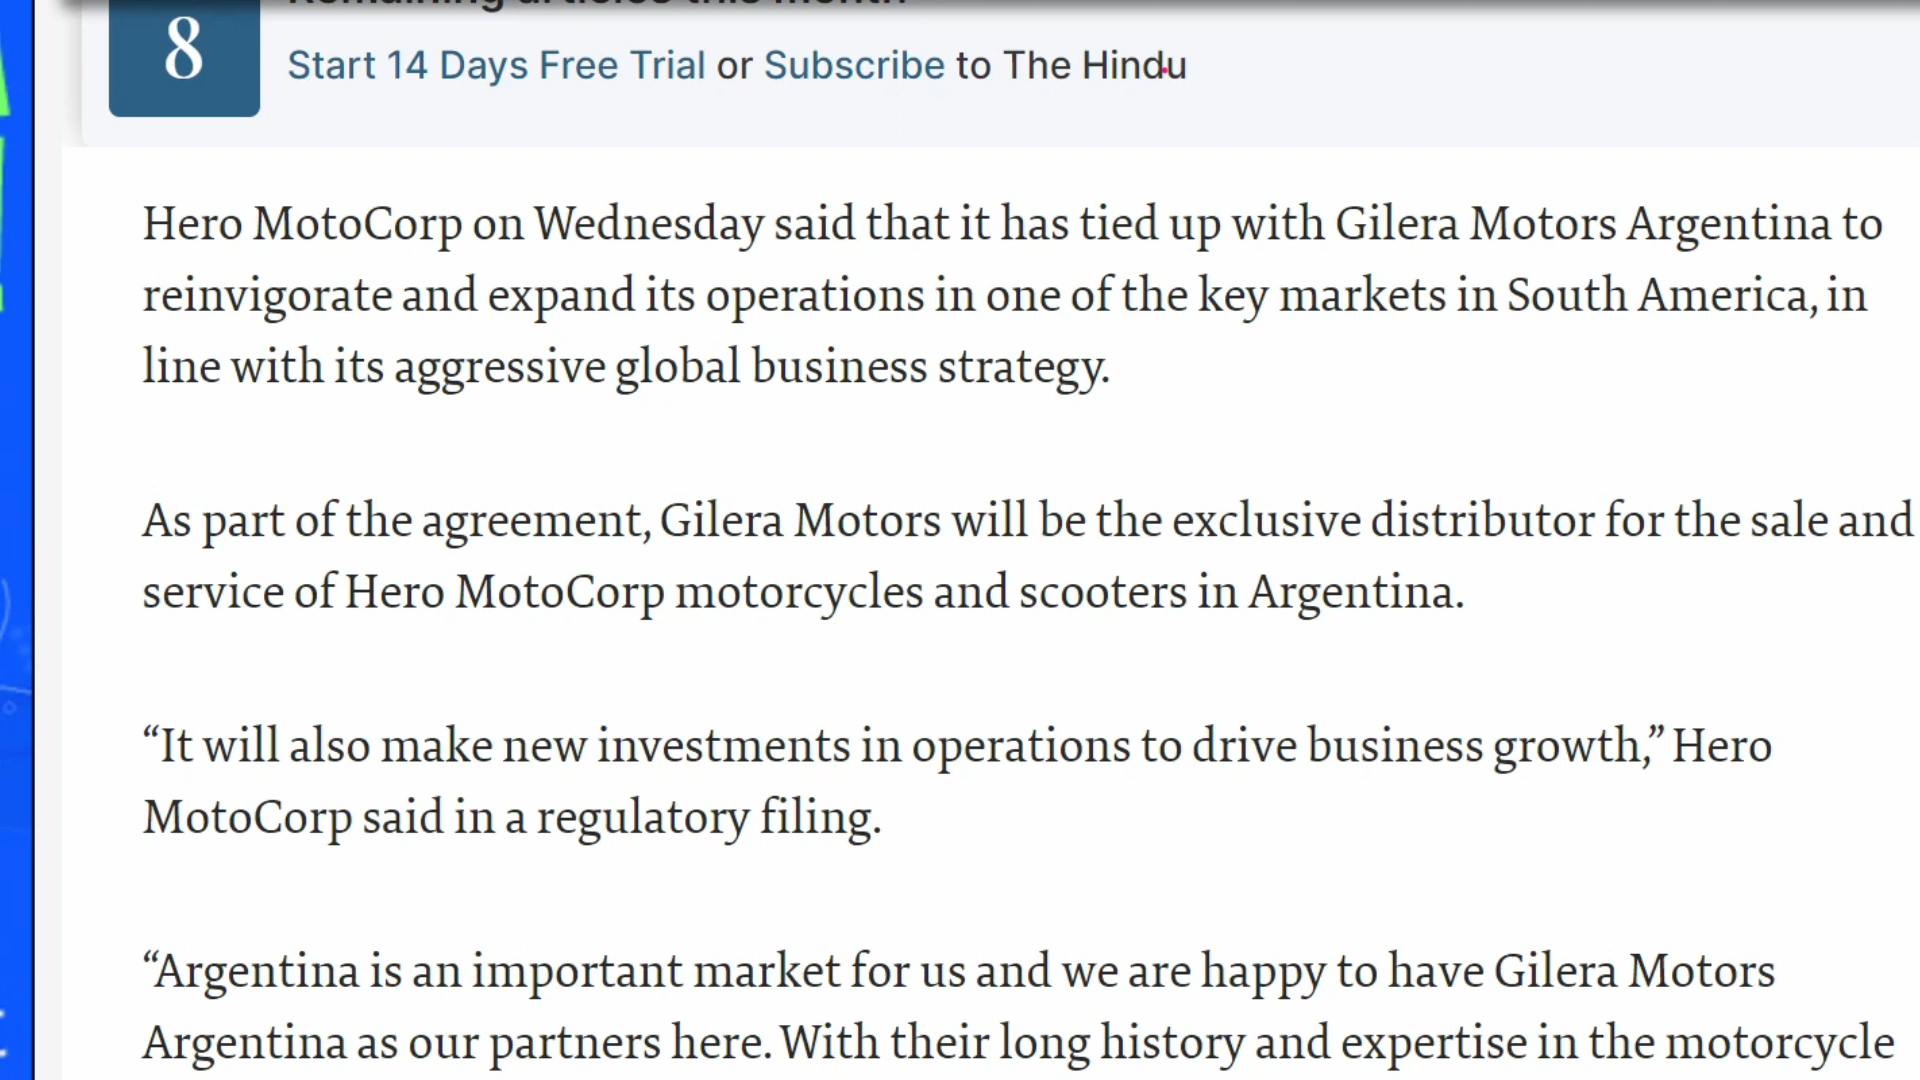 Remaining articles this month
8
Start 14 Days Free Trial or Subscribe to The Hindu
Hero MotoCorp on Wednesday said that it has tied up with Gilera Motors Argentina to
reinvigorate and expand its operations in one of the key markets in South America, in
line with its aggressive global business strategy.
As part of the agreement, Gilera Motors will be the exclusive distributor for the sale and
service of Hero MotoCorp motorcycles and scooters in Argentina.
“It will also make new investments in operations to drive business growth,” Hero
MotoCorp said in a regulatory filing.
“Argentina is an important market for us and we are happy to have Gilera Motors
Argentina as our partners here. With their long history and expertise in the motorcycle